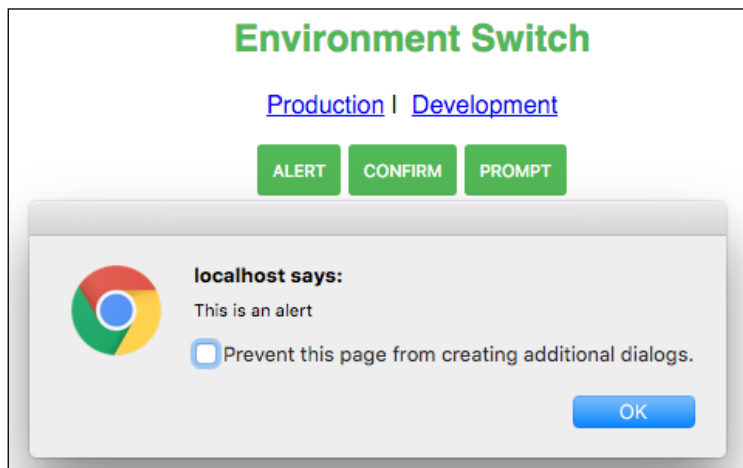 Environment Switch
Production | Development
ALERT CONFIRM PROMPT
localhost says:
This is an alert
Prevent this page from creating additional dialogs.
OK